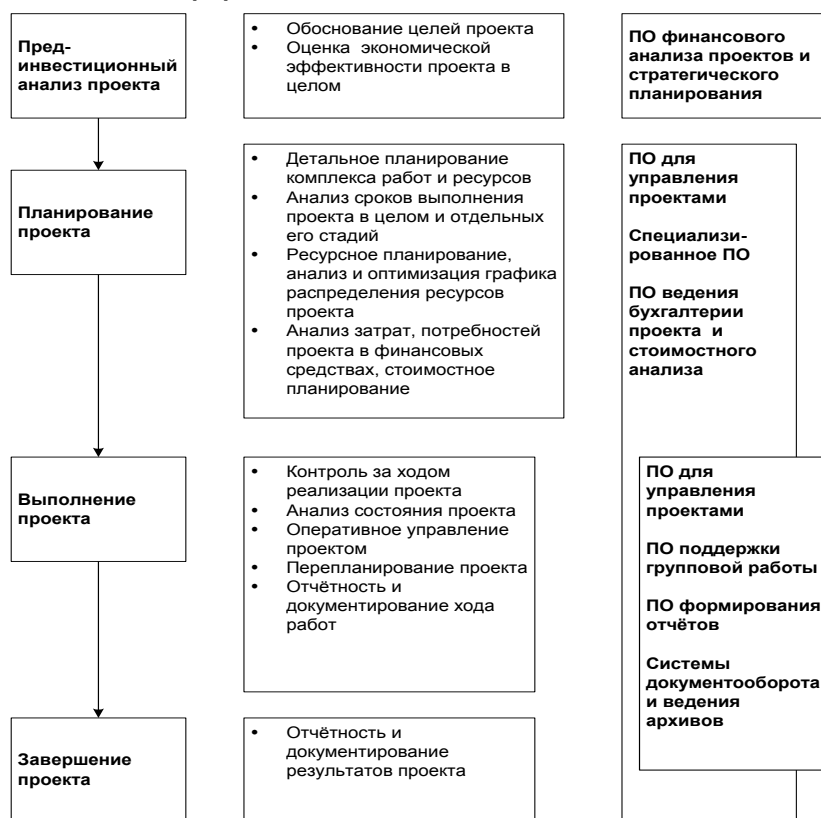 Пред-
инвестиционный
анализ проекта
• Обоснование целей проекта
• Оценка экономической
эффективности проекта в
целом
ПО финансового
анализа проектов и
стратегического
планирования
Планирование
проекта
• Детальное планирование
комплекса работ и ресурсов
• Анализ сроков выполнения
проекта в целом и отдельных
его стадий
• Ресурсное планирование,
анализ и оптимизация графика
распределения ресурсов
проекта
• Анализ затрат, потребностей
проекта в финансовых
средствах, стоимостное
планирование
ПО для
управления
проектами
Специализи-
рованное ПО
ПО ведения
бухгалтерии
проекта и
стоимостного
анализа
Выполнение
проекта
• Контроль за ходом
реализации проекта
• Анализ состояния проекта
• Оперативное управление
проектом
• Перепланирование проекта
• Отчётность и
документирование хода
работ
ПО для
управления
проектами
ПО поддержки
групповой работы
ПО формирования
отчётов
Системы
документооборота
и ведения
архивов
Завершение
проекта
• Отчётность и
документирование
результатов проекта